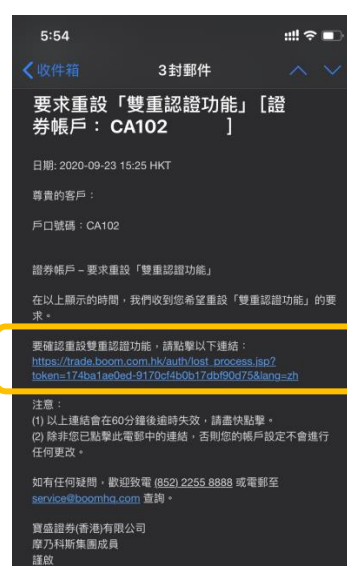 5:54
收件箱
3封郵件
要求重設「雙重認證功能」[證
券帳戶： CA102 ]
日期: 2020-09-23 15:25 HKT
尊貴的客戶：
戶口號碼：CA102
證券帳戶 – 要求重設「雙重認證功能」
在以上顯示的時間，我們收到您希望重設「雙重認證功能」的要
求。
要確認重設雙重認證功能，請點擊以下連結：
https://trade.boom.com.hk/auth/lost_process.jsp?
token=174ba1ae0ed-9170cf4b0b17dbf90d75&lang=zh
注意：
(1) 以上連結會在60分鐘後逾時失效，請盡快點擊。
(2) 除非您已點擊此電郵中的連結，否則您的帳戶設定不會進行
任何更改。
如有任何疑問，歡迎致電 (852) 2255 8888 或電郵至
service@boomhq.com 查詢。
寶盛證券(香港)有限公司
摩乃科斯集團成員
謹啟